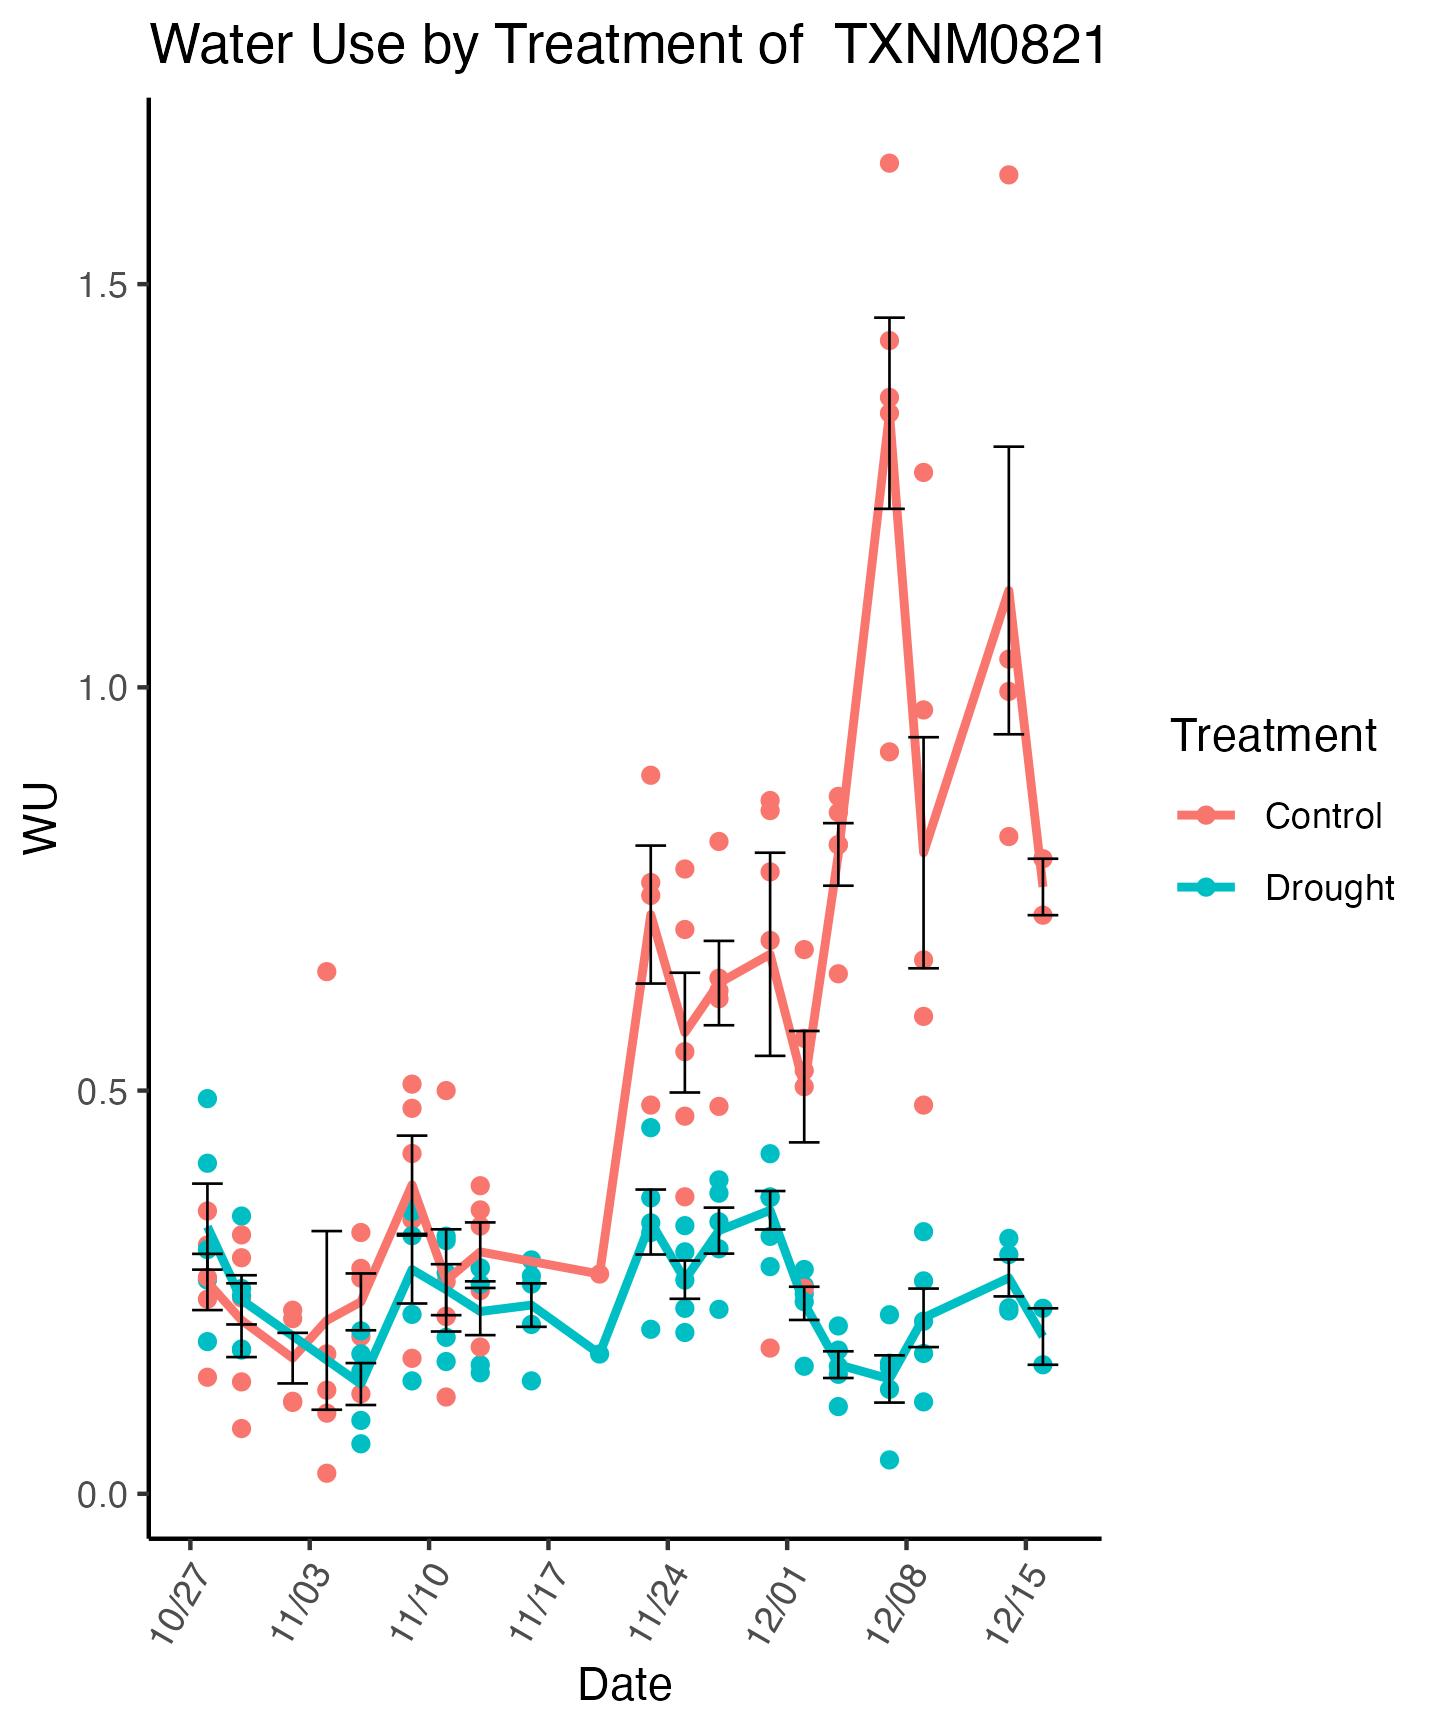 Water Use by Treatment of  TXNM0821
WU
1.5
1.0
0.5
0.0
10/27
11/03
11/10
11/17
11/24
12/01
12/08
12/15
Date
Treatment
Control
Drought